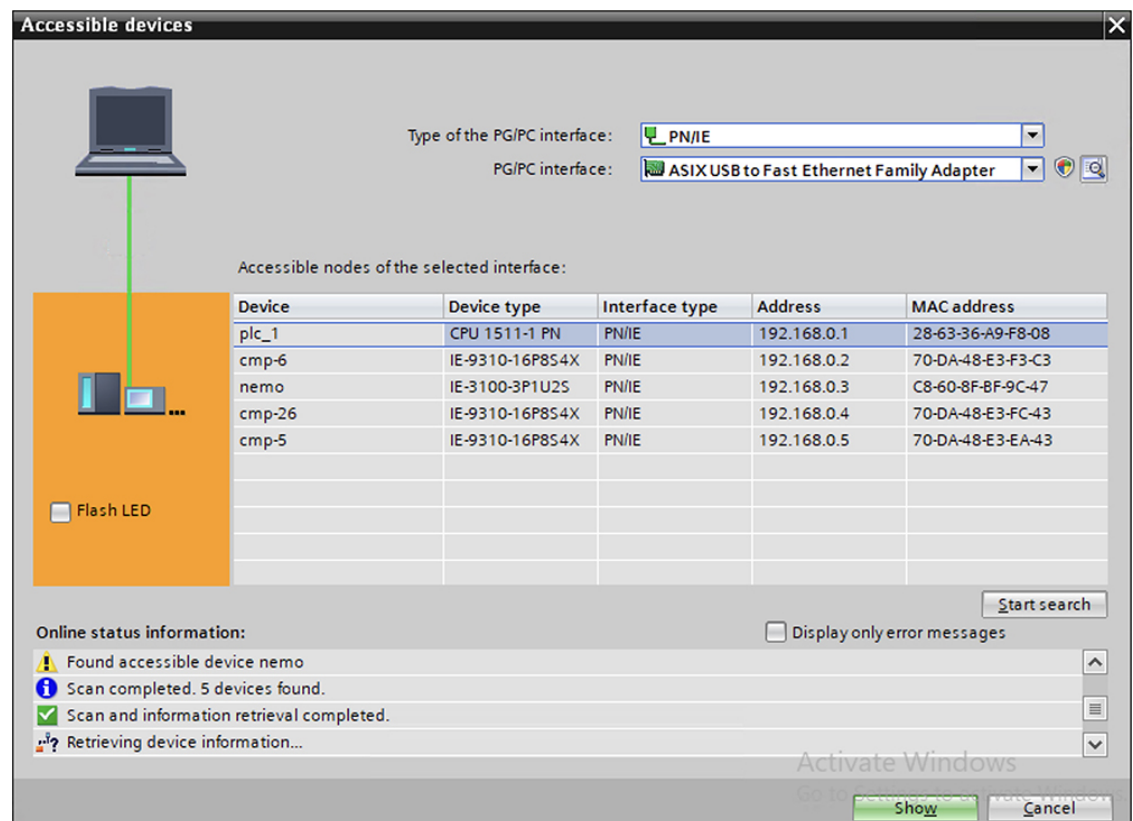 Accessible devices
Type of the PG/PC interface: PN/IE
PG/PC interface: ASIX USB to Fast Ethernet Family Adapter
Accessible nodes of the selected interface:
Device Device type Interface type Address MAC address
plc_1 CPU 1511-1 PN PN/IE 192.168.0.1 28-63-36-A9-F8-08
cmp-6 IE-9310-16P8S4X PN/IE 192.168.0.2 70-DA-48-E3-F3-C3
nemo IE-3100-3P1U2S PN/IE 192.168.0.3 C8-60-8F-BF-9C-47
cmp-26 IE-9310-16P8S4X PN/IE 192.168.0.4 70-DA-48-E3-FC-43
cmp-5 IE-9310-16P8S4X PN/IE 192.168.0.5 70-DA-48-E3-EA-43
Flash LED
Start search
Online status information: Display only error messages
Found accessible device nemo
Scan completed. 5 devices found.
Scan and information retrieval completed.
Retrieving device information...
Activate Windows
Go to Settings to activate Windows.
Show Cancel